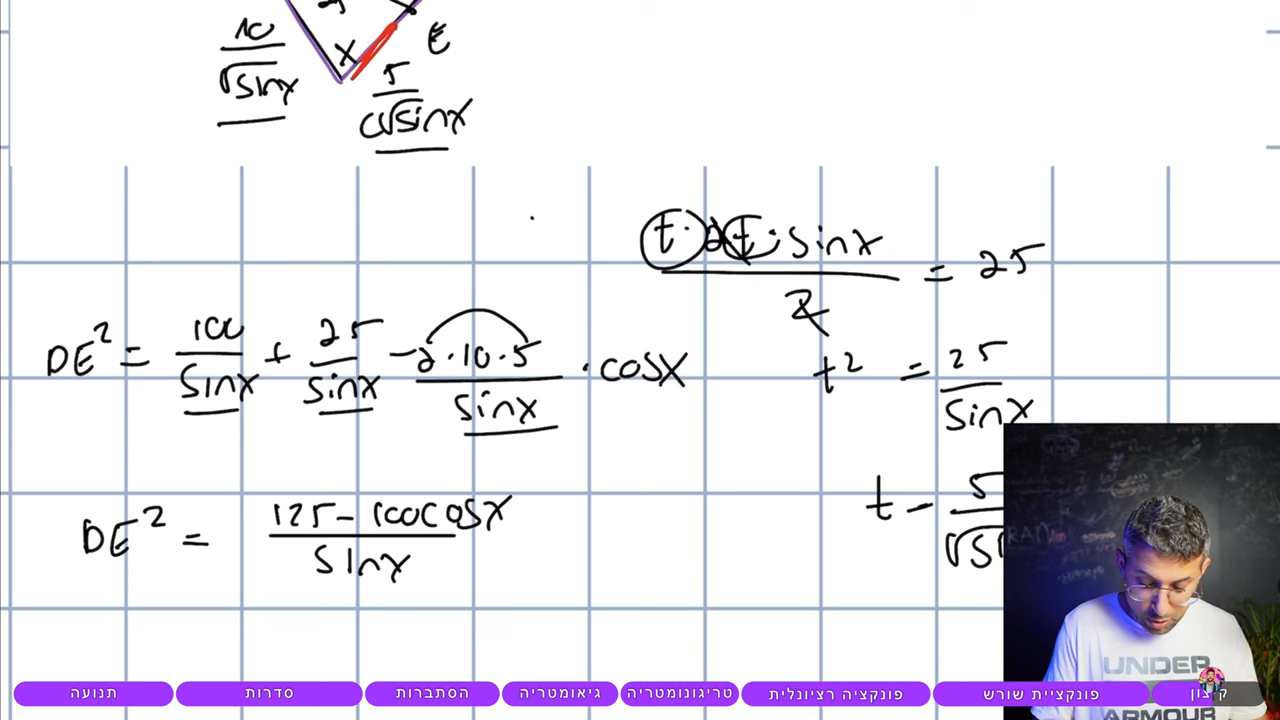 10/√sinx
x
E
5/√sinx
t · 2t · sinx / 2 = 25
DE² = 100/sinx + 25/sinx - 2·10·5/sinx · cosx
t² = 25/sinx
t - 5/√s
DE² = 125 - 100cosx / sinx
UNDER
ARMOUR
תנועה
סדרות
הסתברות
גיאומטריה
טריגונומטריה
פונקציה רציונלית
פונקציית שורש